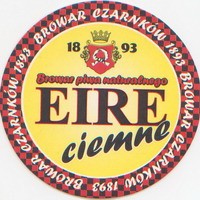 BROWAR CZARNKÓW 1893 BROWAR CZARNKÓW 1893 BROWAR CZARNKÓW 1893
18 93
Browar piwa naturalnego
EIRE
ciemne